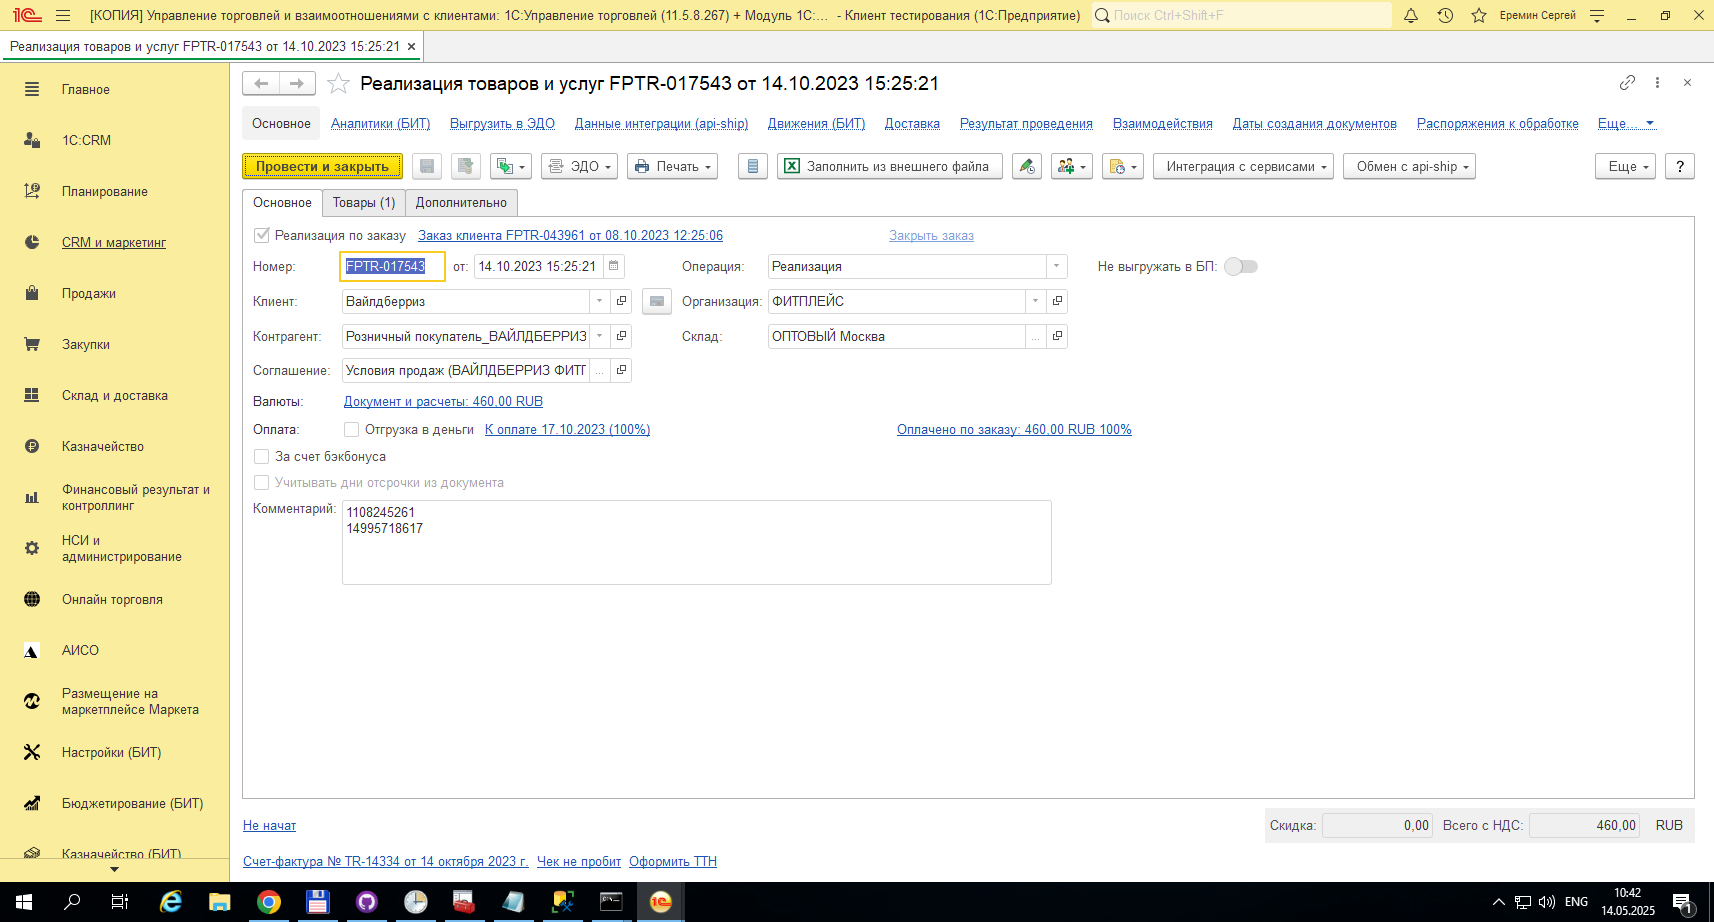 [КОПИЯ] Управление торговлей и взаимоотношениями с клиентами: 1С:Управление торговлей (11.5.8.267) + Модуль 1С:... - Клиент тестирования (1С:Предприятие)
Поиск Ctrl+Shift+F
Еремин Сергей
Реализация товаров и услуг FPTR-017543 от 14.10.2023 15:25:21 ×
Главное
1С:CRM
Планирование
CRM и маркетинг
Продажи
Закупки
Склад и доставка
Казначейство
Финансовый результат и
контроллинг
НСИ и
администрирование
Онлайн торговля
АИСО
Размещение на
маркетплейсе Маркета
Настройки (БИТ)
Бюджетирование (БИТ)
Казначейство (БИТ)
Реализация товаров и услуг FPTR-017543 от 14.10.2023 15:25:21
Основное Аналитики (БИТ) Выгрузить в ЭДО Данные интеграции (api-ship) Движения (БИТ) Доставка Результат проведения Взаимодействия Даты создания документов Распоряжения к обработке Еще...
Провести и закрыть ЭДО Печать Заполнить из внешнего файла Интеграция с сервисами Обмен с api-ship Еще ?
Основное Товары (1) Дополнительно
Реализация по заказу Заказ клиента FPTR-043961 от 08.10.2023 12:25:06 Закрыть заказ
Номер: FPTR-017543 от: 14.10.2023 15:25:21 Операция: Реализация Не выгружать в БП:
Клиент: Вайлдберриз Организация: ФИТПЛЕЙС
Контрагент: Розничный покупатель_ВАЙЛДБЕРРИЗ Склад: ОПТОВЫЙ Москва
Соглашение: Условия продаж (ВАЙЛДБЕРРИЗ ФИТГ
Валюты: Документ и расчеты: 460,00 RUB
Оплата: Отгрузка в деньги К оплате 17.10.2023 (100%) Оплачено по заказу: 460,00 RUB 100%
За счет бэкбонуса
Учитывать дни отсрочки из документа
Комментарий: 1108245261
14995718617
Не начат
Скидка: 0,00 Всего с НДС: 460,00 RUB
Счет-фактура № TR-14334 от 14 октября 2023 г. Чек не пробит Оформить ТТН
ENG
10:42
14.05.2025
1